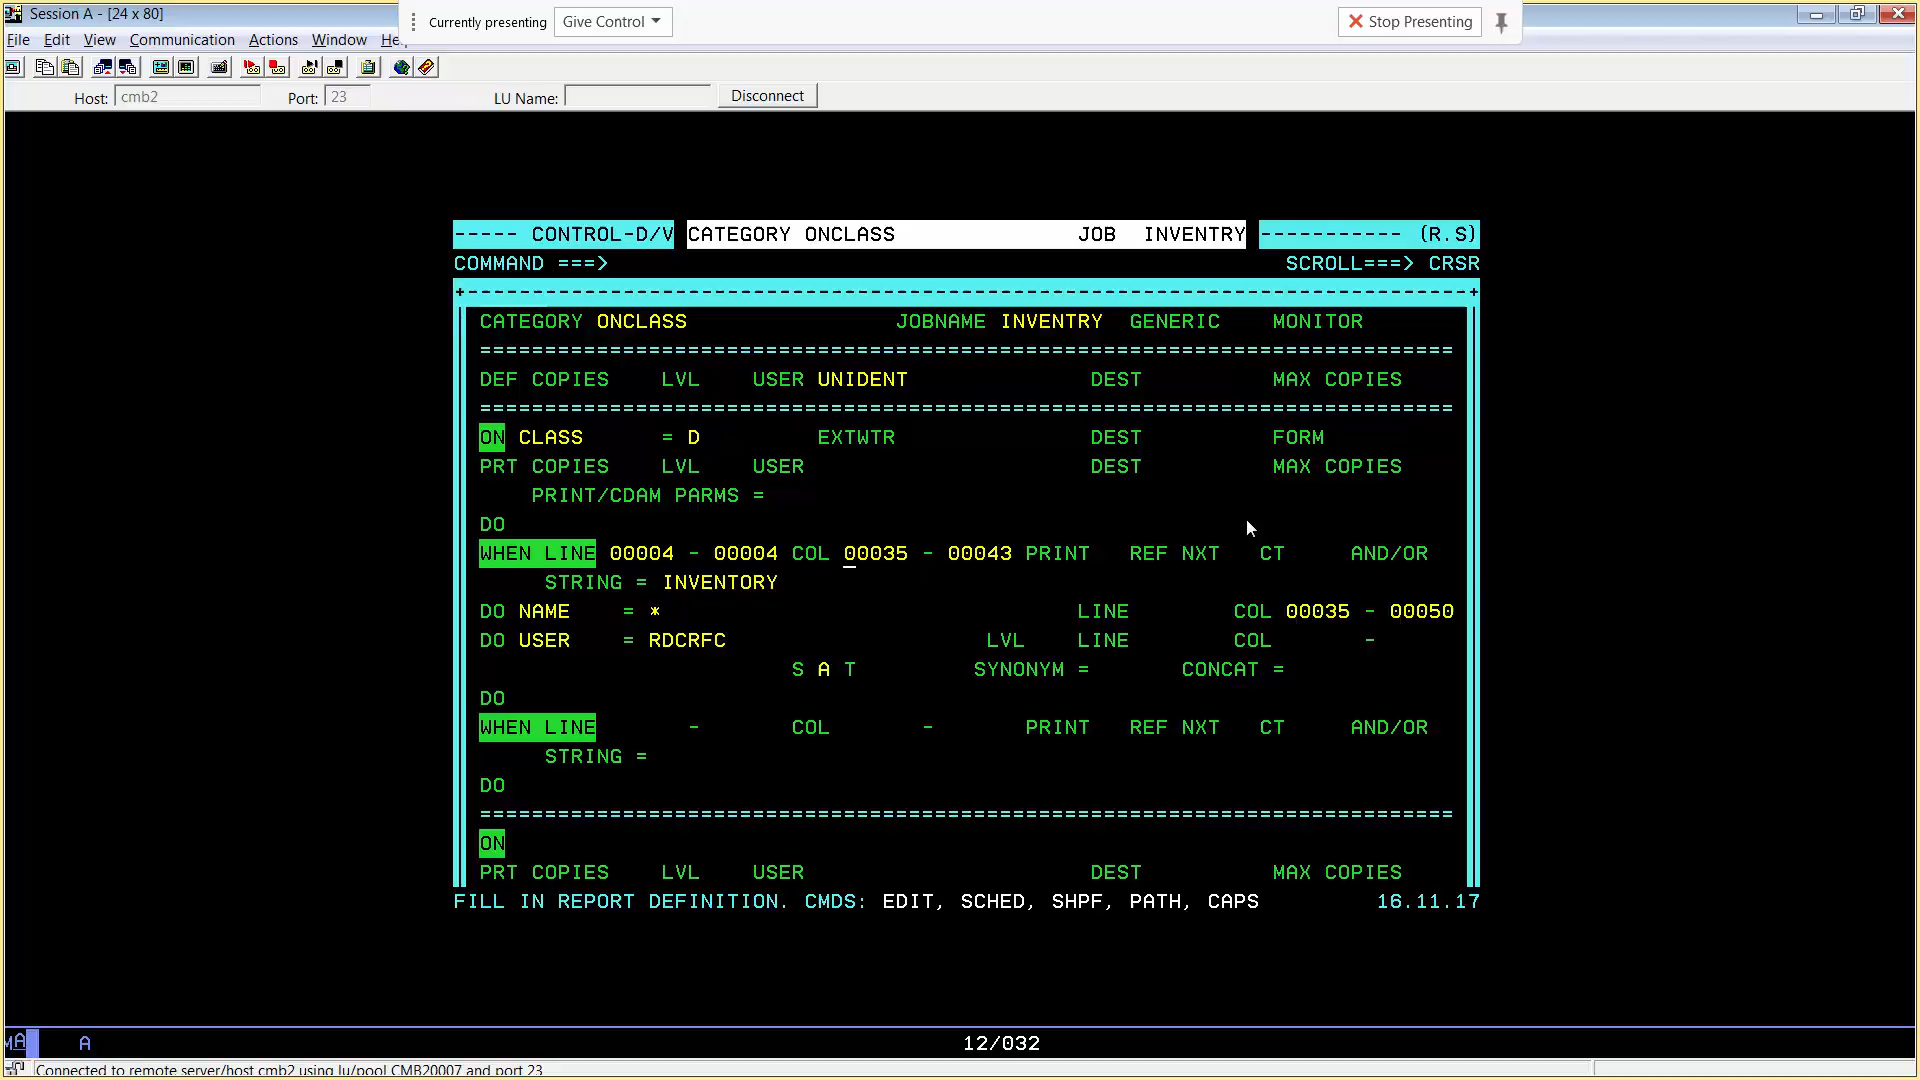 Session A - [24 x 80]
Currently presenting Give Control Stop Presenting
File Edit View Communication Actions Window
Host: cmb2 Port: 23 LU Name: Disconnect
----- CONTROL-D/V CATEGORY ONCLASS JOB INVENTRY ----------- (R.S)
COMMAND ===> SCROLL===> CRSR
+-----------------------------------------------------------------------------+
CATEGORY ONCLASS JOBNAME INVENTRY GENERIC MONITOR
===========================================================================
DEF COPIES LVL USER UNIDENT DEST MAX COPIES
===========================================================================
ON CLASS = D EXTWTR DEST FORM
PRT COPIES LVL USER DEST MAX COPIES
PRINT/CDAM PARMS =
DO
WHEN LINE 00004 - 00004 COL 00035 - 00043 PRINT REF NXT CT AND/OR
STRING = INVENTORY
DO NAME = * LINE COL 00035 - 00050
DO USER = RDCRFC LVL LINE COL -
S A T SYNONYM = CONCAT =
DO
WHEN LINE - COL - PRINT REF NXT CT AND/OR
STRING =
DO
===========================================================================
ON
PRT COPIES LVL USER DEST MAX COPIES
FILL IN REPORT DEFINITION. CMDS: EDIT, SCHED, SHPF, PATH, CAPS 16.11.17
MA A 12/032
Connected to remote server/host cmb2 using lu/pool CMB20007 and port 23